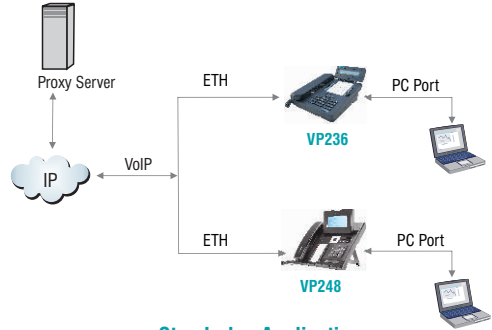 Proxy Server
ETH
PC Port
VP236
IP
VoIP
ETH
PC Port
VP248